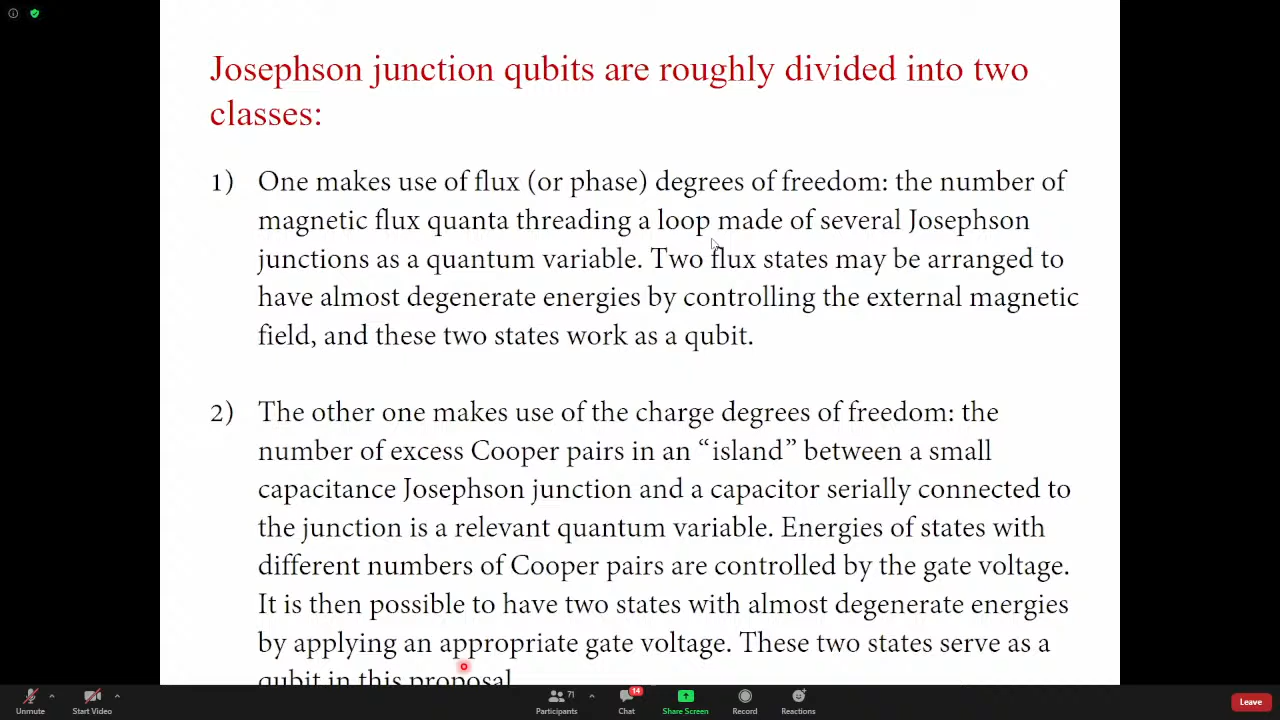 Josephson junction qubits are roughly divided into two
classes:
1) One makes use of flux (or phase) degrees of freedom: the number of
magnetic flux quanta threading a loop made of several Josephson
junctions as a quantum variable. Two flux states may be arranged to
have almost degenerate energies by controlling the external magnetic
field, and these two states work as a qubit.
2) The other one makes use of the charge degrees of freedom: the
number of excess Cooper pairs in an “island” between a small
capacitance Josephson junction and a capacitor serially connected to
the junction is a relevant quantum variable. Energies of states with
different numbers of Cooper pairs are controlled by the gate voltage.
It is then possible to have two states with almost degenerate energies
by applying an appropriate gate voltage. These two states serve as a
qubit in this proposal.
Unmute
Start Video
71
Participants
14
Chat
Share Screen
Record
Reactions
Leave